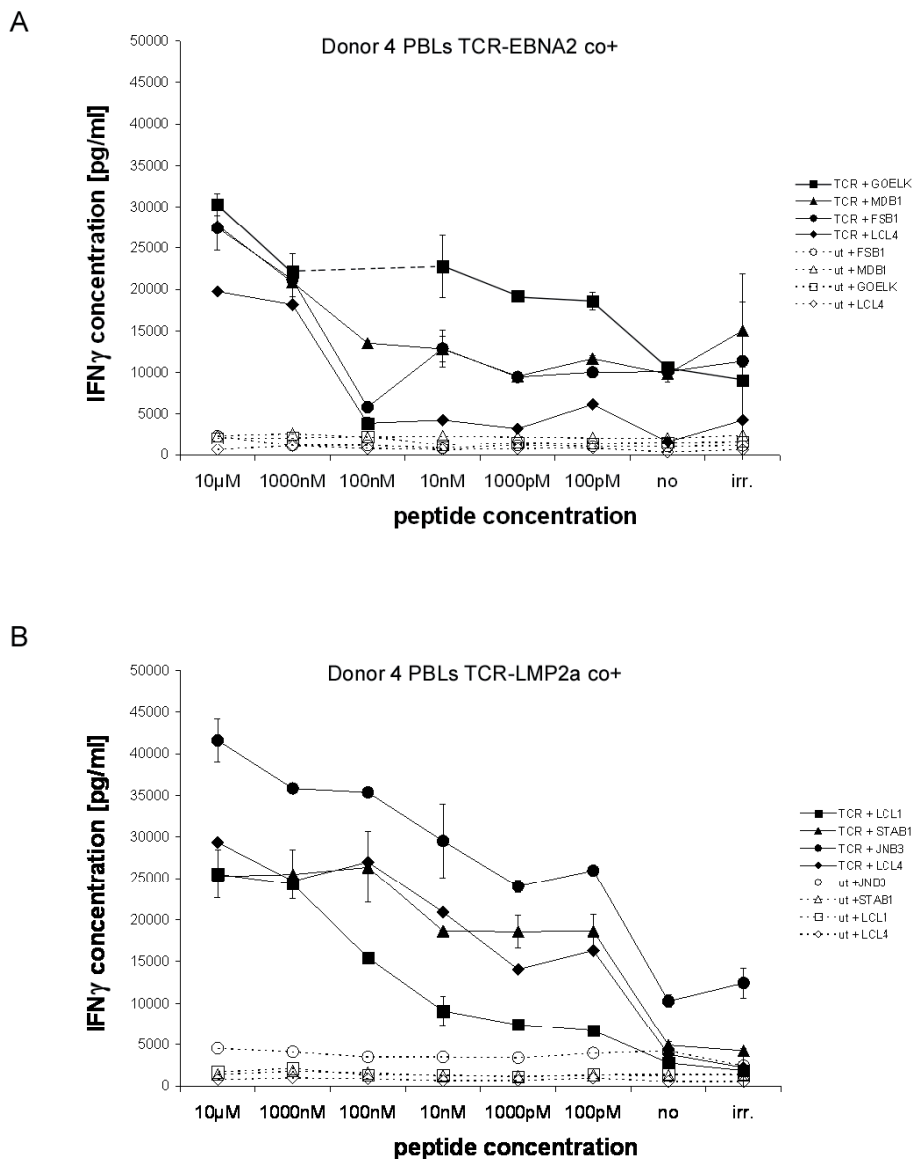 A
Donor 4 PBLs TCR-EBNA2 co+
IFNγ concentration [pg/ml]
50000
45000
40000
35000
30000
25000
20000
15000
10000
5000
0
10µM 1000nM 100nM 10nM 1000pM 100pM no irr.
peptide concentration
TCR + GOELK
TCR + MDB1
TCR + FSB1
TCR + LCL4
ut + FSB1
ut + MDB1
ut + GOELK
ut + LCL4
B
Donor 4 PBLs TCR-LMP2a co+
IFNγ concentration [pg/ml]
50000
45000
40000
35000
30000
25000
20000
15000
10000
5000
0
10µM 1000nM 100nM 10nM 1000pM 100pM no irr.
peptide concentration
TCR + LCL1
TCR + STAB1
TCR + JNB3
TCR + LCL4
ut +JND3
ut +STAB1
ut + LCL1
ut + LCL4